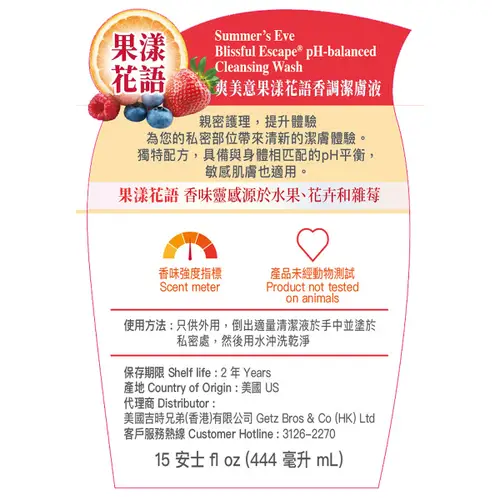 果漾
花語
Summer's Eve
Blissful Escape® pH-balanced
Cleansing Wash
爽美意果漾花語香調潔膚液
親密護理，提升體驗
為您的私密部位帶來清新的潔膚體驗。
獨特配方，具備與身體相匹配的pH平衡，
敏感肌膚也適用。
果漾花語 香味靈感源於水果、花卉和雜莓
香味強度指標
Scent meter
產品未經動物測試
Product not tested
on animals
使用方法：只供外用，倒出適量清潔液於手中並塗於
私密處，然後用水沖洗乾淨
保存期限 Shelf life : 2 年 Years
產地 Country of Origin : 美國 US
代理商 Distributor :
美國吉時兄弟(香港)有限公司 Getz Bros & Co (HK) Ltd
客戶服務熱線 Customer Hotline : 3126-2270
15 安士 fl oz (444 毫升 mL)